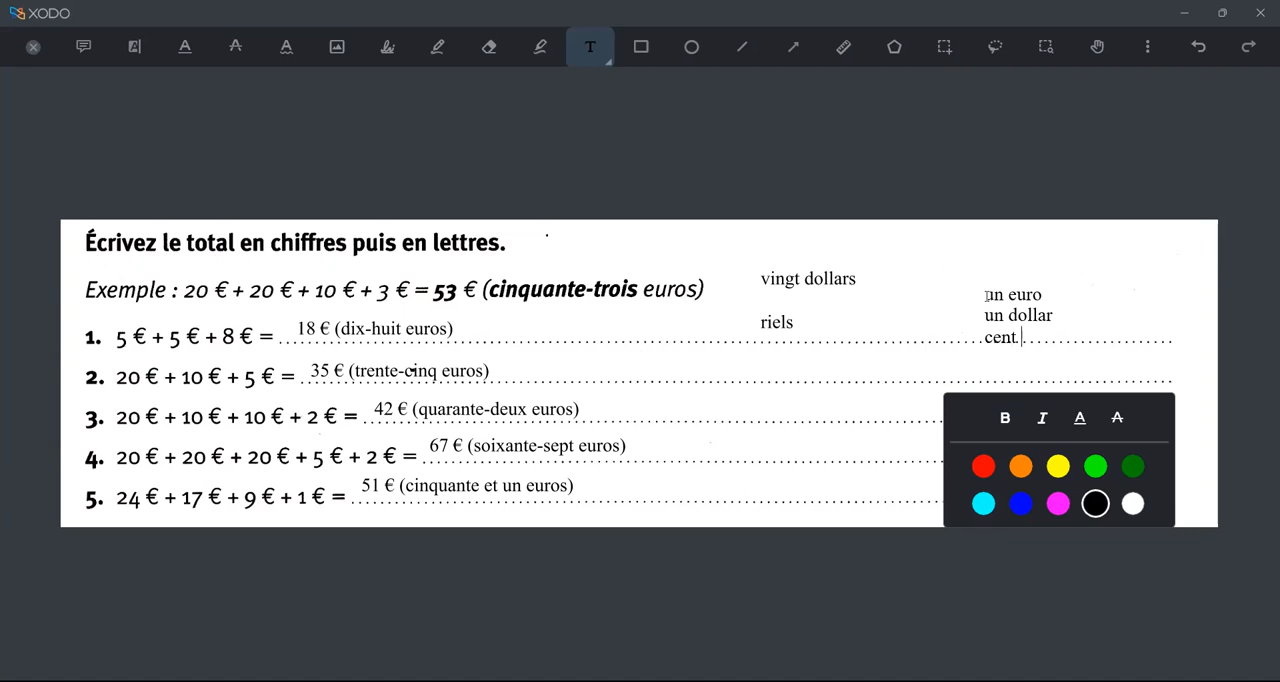 XODO
Écrivez le total en chiffres puis en lettres.
Exemple : 20 € + 20 € + 10 € + 3 € = 53 € (cinquante-trois euros)
vingt dollars
un euro
un dollar
cent
riels
1. 5 € + 5 € + 8 € = 18 € (dix-huit euros)
2. 20 € + 10 € + 5 € = 35 € (trente-cinq euros)
3. 20 € + 10 € + 10 € + 2 € = 42 € (quarante-deux euros)
4. 20 € + 20 € + 20 € + 5 € + 2 € = 67 € (soixante-sept euros)
5. 24 € + 17 € + 9 € + 1 € = 51 € (cinquante et un euros)
B I A A